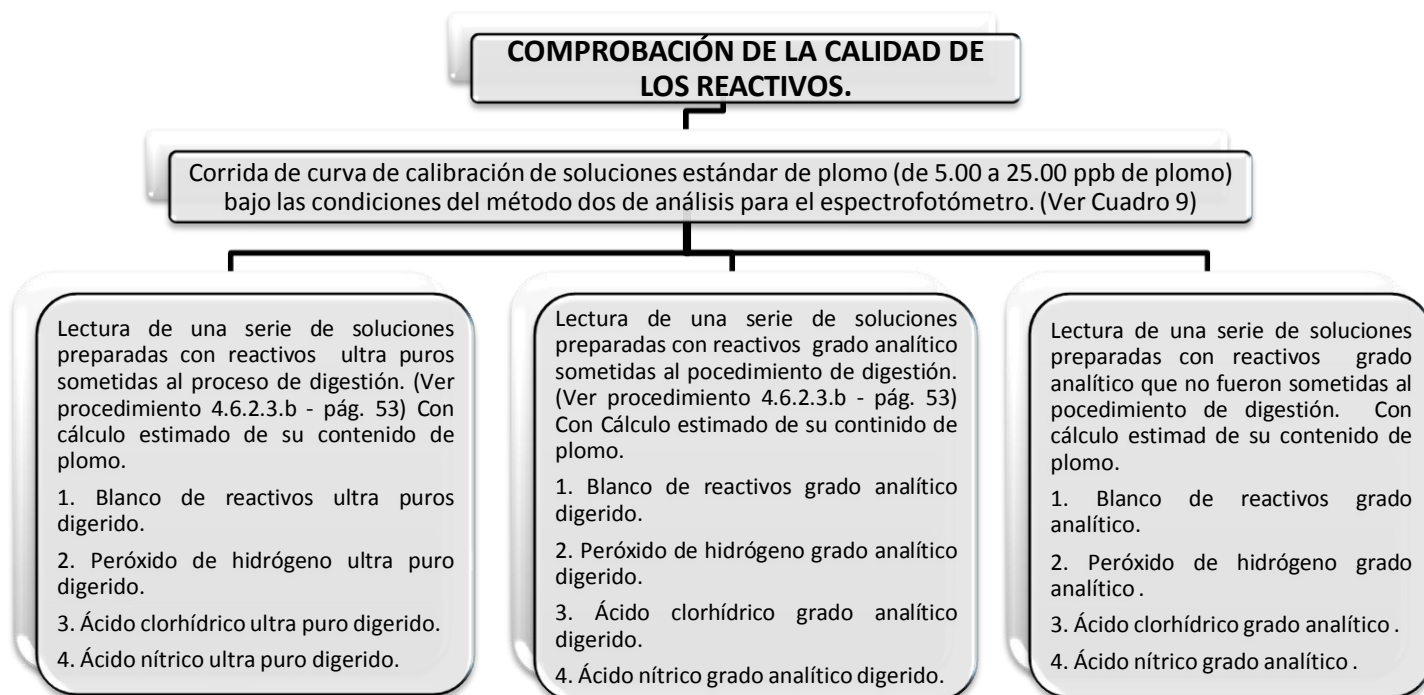 COMPROBACIÓN DE LA CALIDAD DE
LOS REACTIVOS.
Corrida de curva de calibración de soluciones estándar de plomo (de 5.00 a 25.00 ppb de plomo)
bajo las condiciones del método dos de análisis para el espectrofotómetro. (Ver Cuadro 9)
Lectura de una serie de soluciones
preparadas con reactivos ultra puros
sometidas al proceso de digestión. (Ver
procedimiento 4.6.2.3.b - pág. 53) Con
cálculo estimado de su contenido de
plomo.
1. Blanco de reactivos ultra puros
digerido.
2. Peróxido de hidrógeno ultra puro
digerido.
3. Ácido clorhídrico ultra puro digerido.
4. Ácido nítrico ultra puro digerido.
Lectura de una serie de soluciones
preparadas con reactivos grado analítico
sometidas al pocedimiento de digestión.
(Ver procedimiento 4.6.2.3.b - pág. 53)
Con Cálculo estimado de su continido de
plomo.
1. Blanco de reactivos grado analítico
digerido.
2. Peróxido de hidrógeno grado analítico
digerido.
3. Ácido clorhídrico grado analítico
digerido.
4. Ácido nítrico grado analítico digerido.
Lectura de una serie de soluciones
preparadas con reactivos grado
analítico que no fueron sometidas al
pocedimiento de digestión. Con
cálculo estimad de su contenido de
plomo.
1. Blanco de reactivos grado
analítico.
2. Peróxido de hidrógeno grado
analítico .
3. Ácido clorhídrico grado analítico .
4. Ácido nítrico grado analítico .